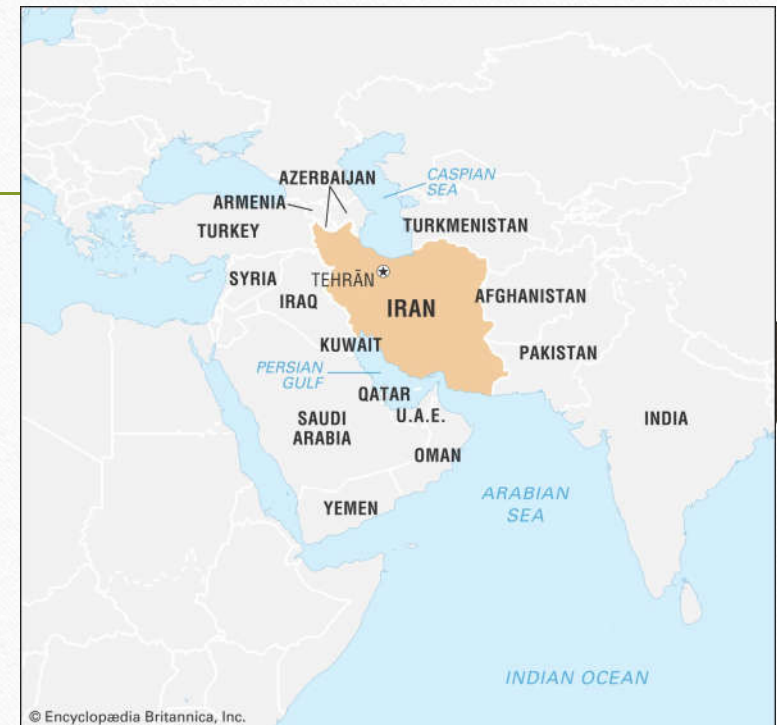 AZERBAIJAN
CASPIAN
SEA
ARMENIA
TURKEY
TURKMENISTAN
SYRIA
TEHRĀN
IRAQ
IRAN
AFGHANISTAN
KUWAIT
PAKISTAN
PERSIAN
GULF
QATAR
U.A.E.
SAUDI
ARABIA
INDIA
OMAN
ARABIAN
SEA
YEMEN
INDIAN OCEAN
© Encyclopædia Britannica, Inc.